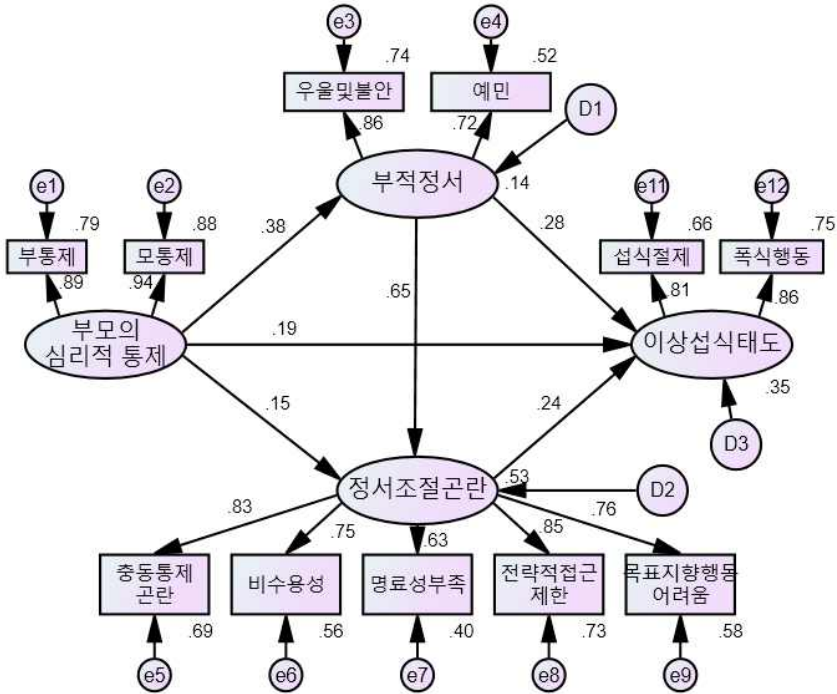 e3
e4
.74
.52
우울및불안
예민
D1
.86
.72
e1
e2
부적정서
.14
e11
e12
.79
.88
.38
.28
.66
.75
부통제
모통제
섭식절제
폭식행동
.89
.94
.65
.81
.86
부모의
심리적 통제
.19
이상섭식태도
.35
.15
.24
D3
정서조절곤란
.53
D2
.83
.75
.63
.85
.76
충동통제
곤란
비수용성
명료성부족
전략적접근
제한
목표지향행동
어려움
.69
.56
.40
.73
.58
e5
e6
e7
e8
e9